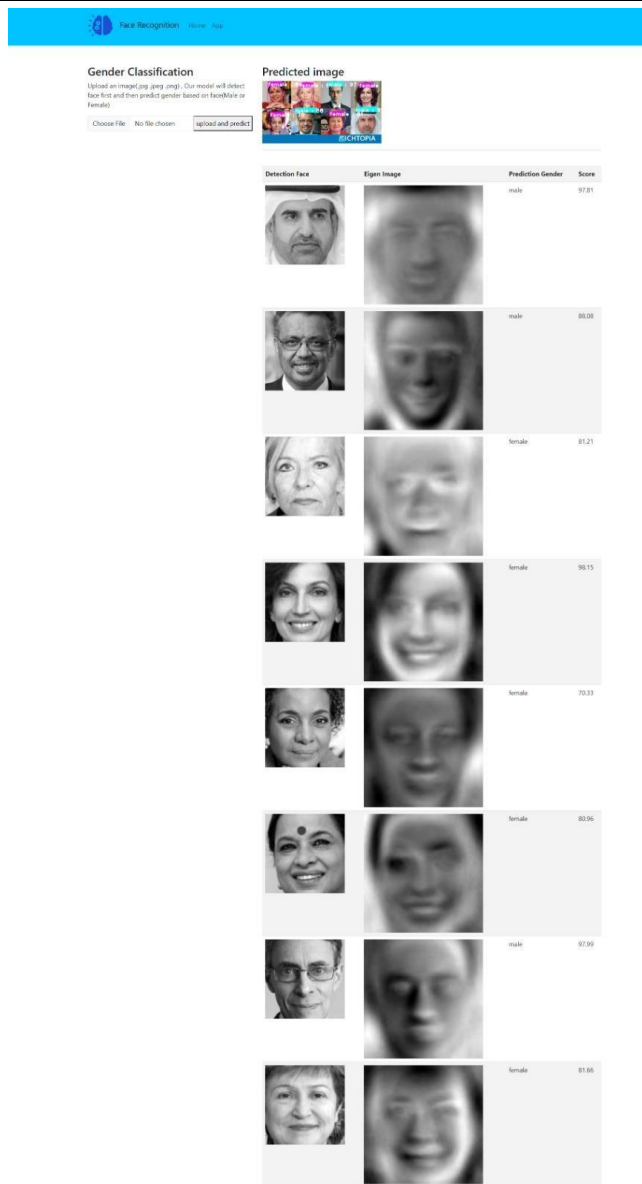 Face Recognition Home App
Gender Classification
Upload an image(.jpg .jpeg .png) , Our model will detect
face first and then predict gender based on face(Male or
Female)
Choose File No file chosen upload and predict
Predicted image
Female
Female
ICHTOPIA
Detection Face Eigen Image Prediction Gender Score
male 97.81
male 88.08
female 81.21
female 98.15
female 70.33
female 80.96
male 97.99
female 81.66